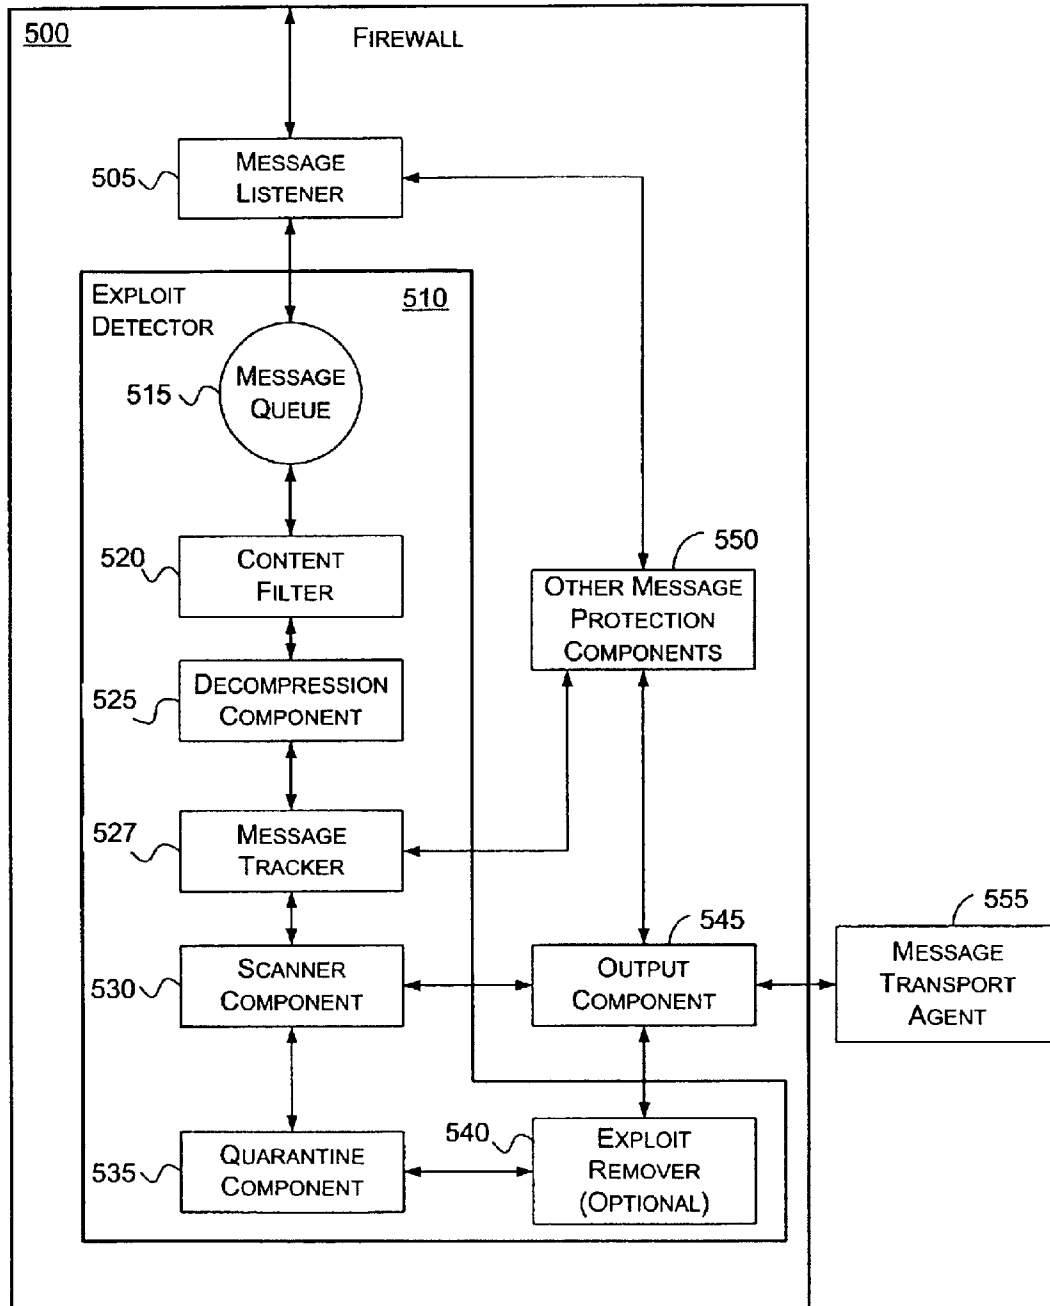 500
FIREWALL
505
MESSAGE
LISTENER
EXPLOIT
DETECTOR
510
515
MESSAGE
QUEUE
520
CONTENT
FILTER
550
OTHER MESSAGE
PROTECTION
COMPONENTS
525
DECOMPRESSION
COMPONENT
527
MESSAGE
TRACKER
530
SCANNER
COMPONENT
545
OUTPUT
COMPONENT
555
MESSAGE
TRANSPORT
AGENT
535
QUARANTINE
COMPONENT
540
EXPLOIT
REMOVER
(OPTIONAL)